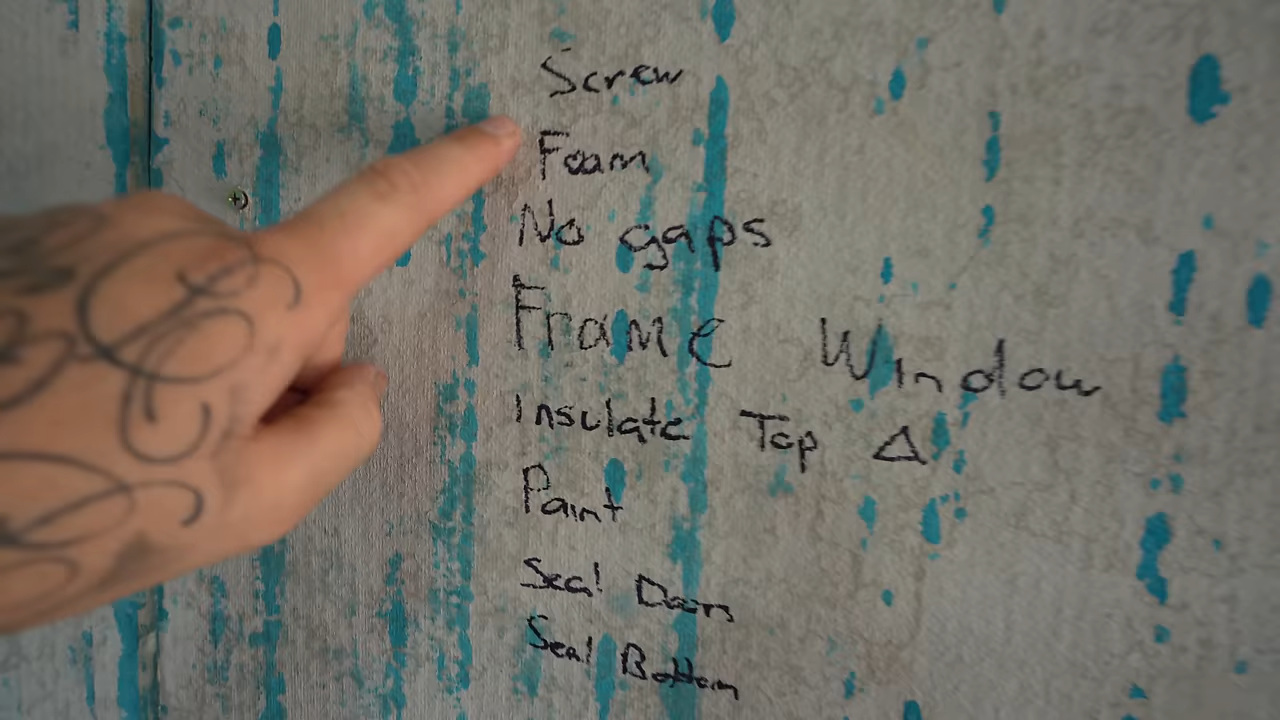 Screw
Foam
No gaps
Frame Window
Insulate Top Δ
Paint
Seal Doors
Seal Bottom